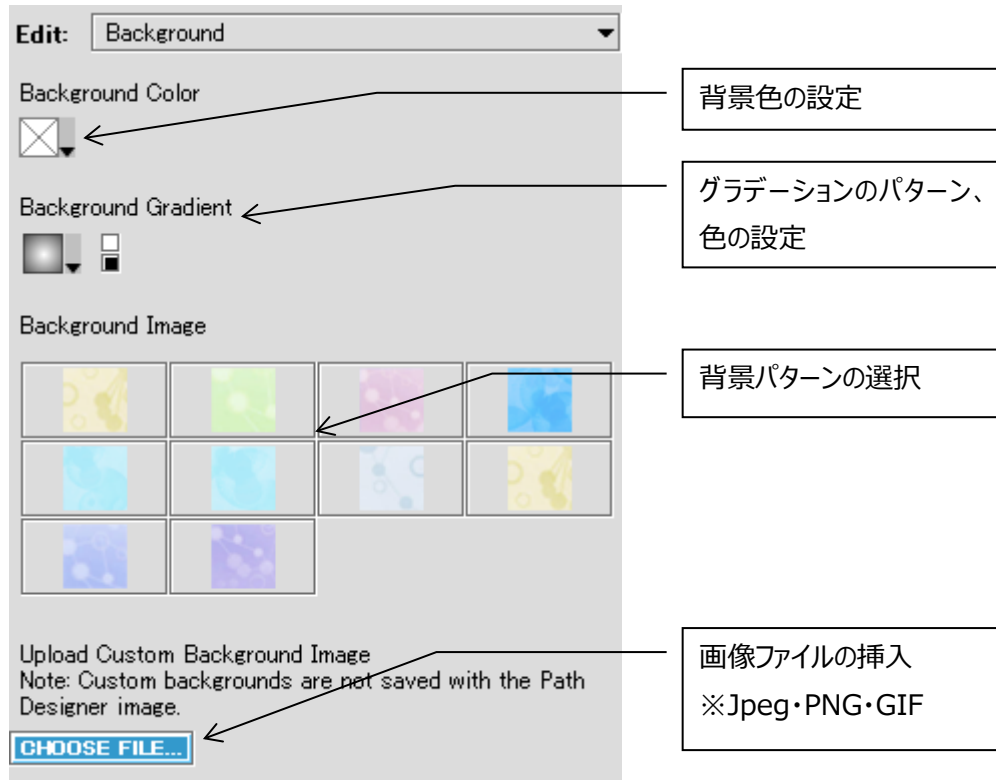 Edit: Background
Background Color
背景色の設定
Background Gradient
グラデーションのパターン、
色の設定
Background Image
背景パターンの選択
Upload Custom Background Image
Note: Custom backgrounds are not saved with the Path
Designer image.
CHOOSE FILE...
画像ファイルの挿入
※Jpeg・PNG・GIF